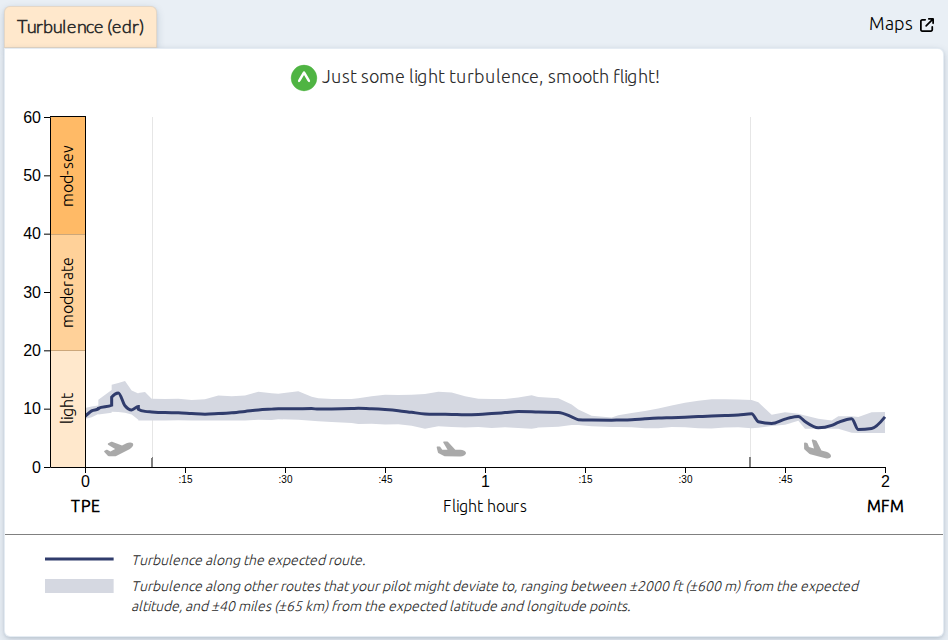 Turbulence (edr)
Maps
Just some light turbulence, smooth flight!
60
50
40
30
20
10
0
mod-sev
moderate
light
0 :15 :30 :45 1 :15 :30 :45 2
TPE Flight hours MFM
Turbulence along the expected route.
Turbulence along other routes that your pilot might deviate to, ranging between ±2000 ft (±600 m) from the expected
altitude, and ±40 miles (±65 km) from the expected latitude and longitude points.